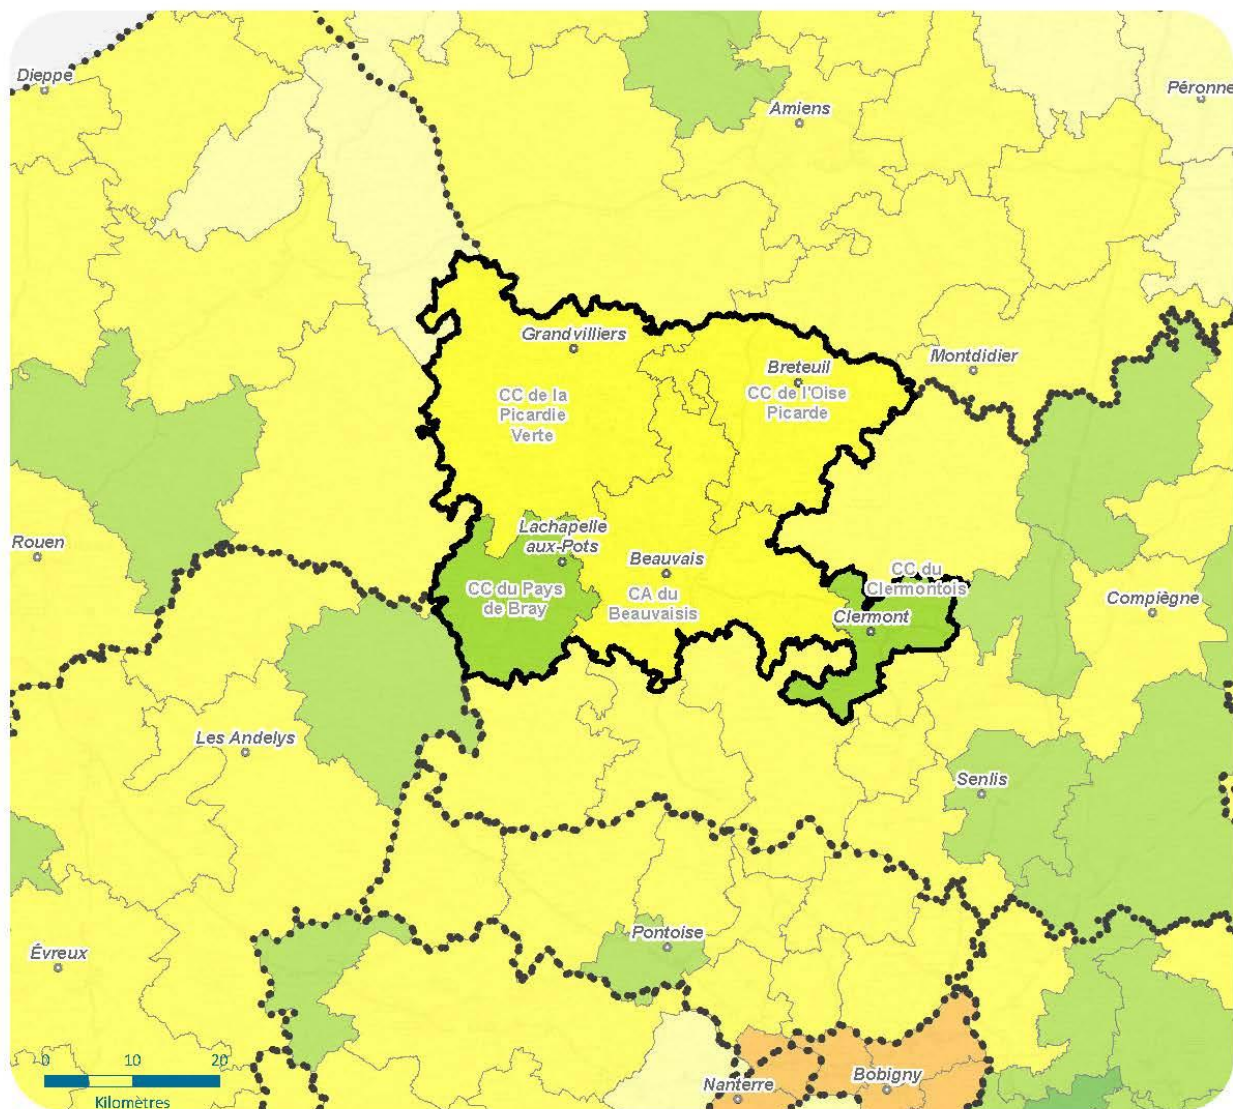 Dieppe
Péronne
Amiens
Grandvilliers
Montdidier
Breteuil
CC de l'Oise
Picarde
CC de la
Picardie
Verte
Lachapelle
aux-Pots
Rouen
Beauvais
CC du
Clermontois
CC du Pays
de Bray
CA du
Beauvaisis
Compiègne
Clermont
Les Andelys
Senlis
Pontoise
Évreux
0 10 20
Kilomètres
Nanterre
Bobigny